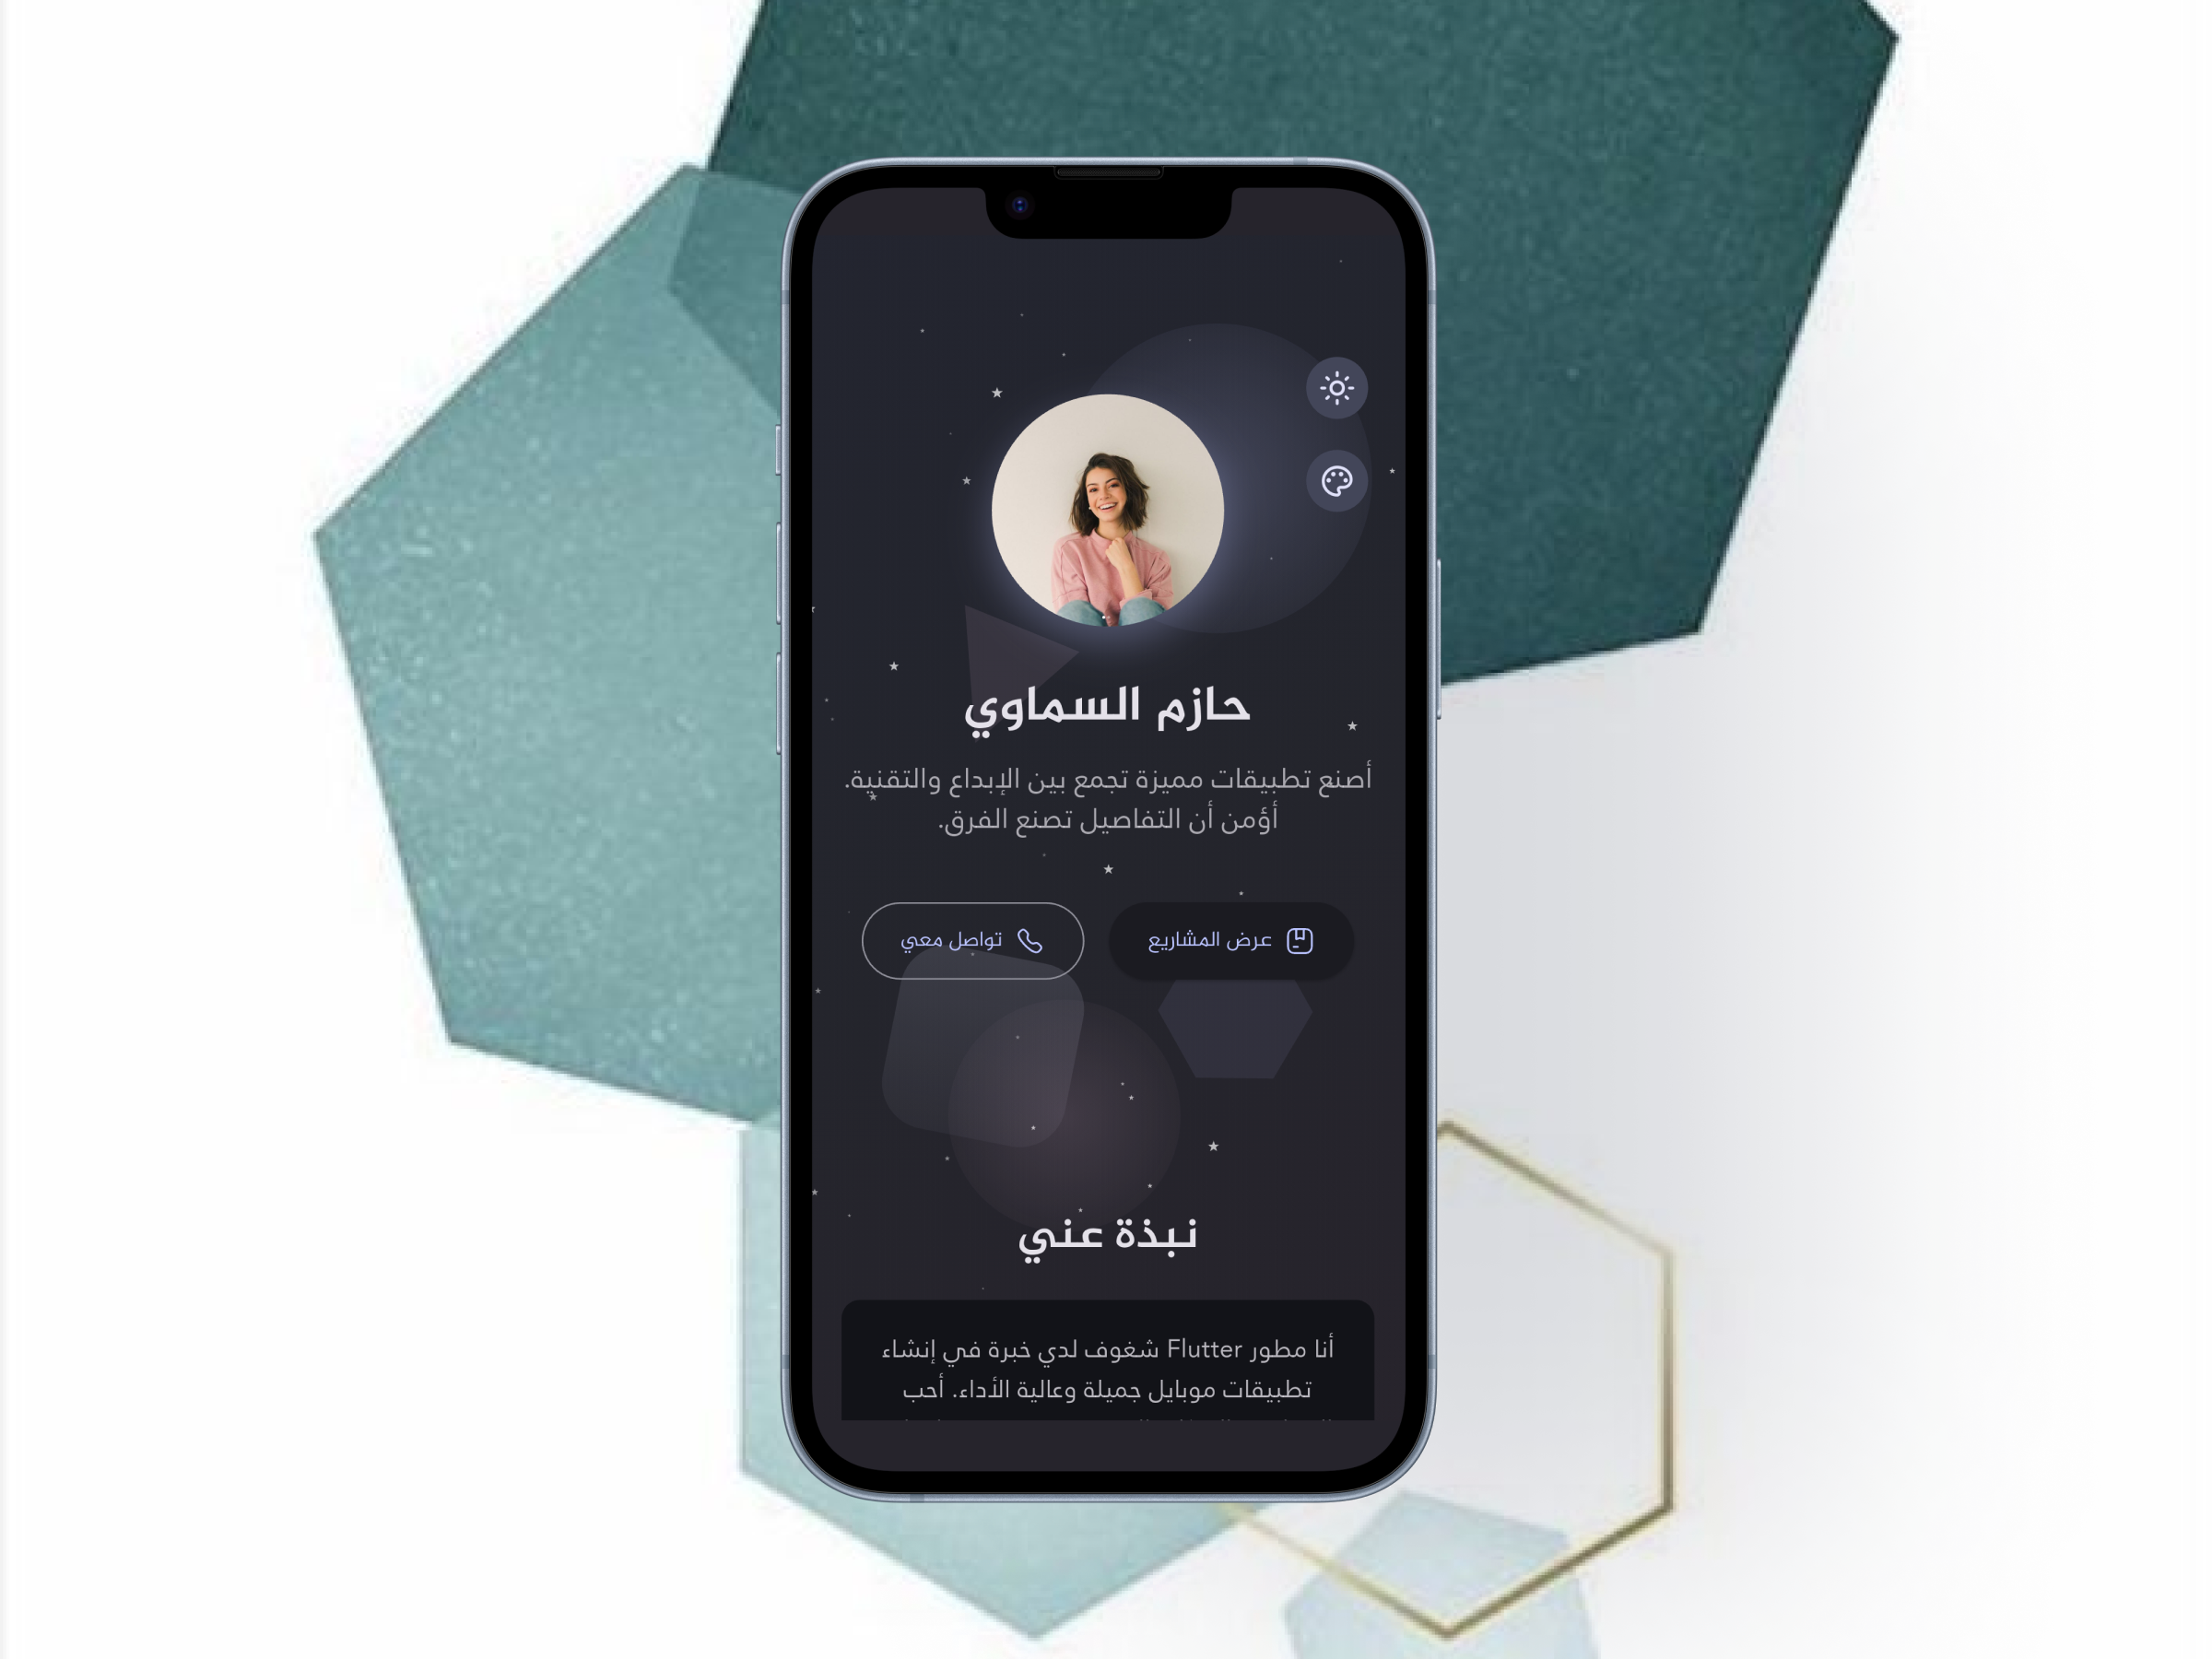 حازم السماوي
أصنع تطبيقات مميزة تجمع بين الإبداع والتقنية.
أؤمن أن التفاصيل تصنع الفرق.
عرض المشاريع
تواصل معي
نبذة عني
أنا مطور Flutter شغوف لدي خبرة في إنشاء
تطبيقات موبايل جميلة وعالية الأداء. أحب